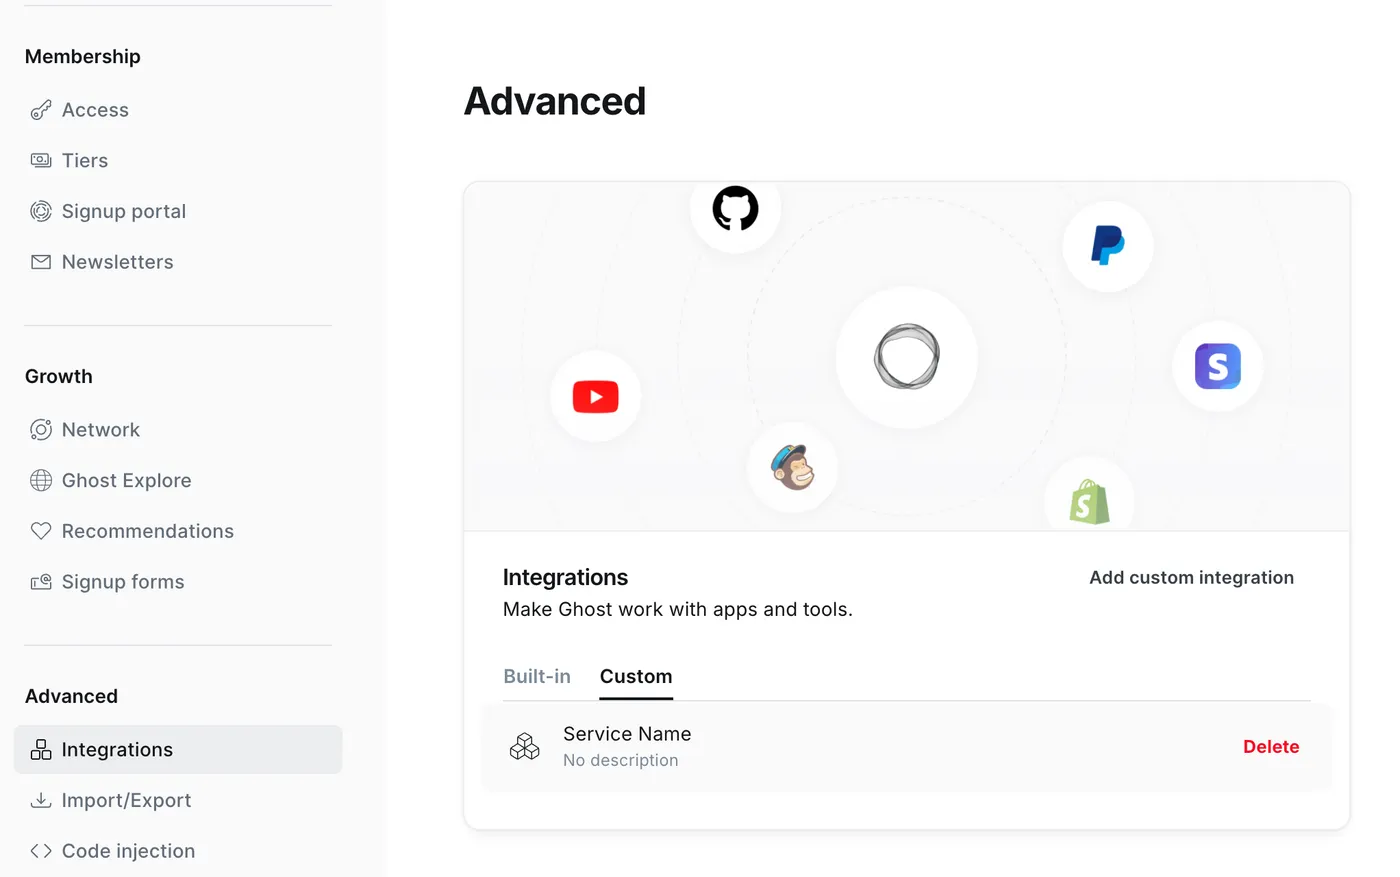 Membership
Access
Tiers
Signup portal
Newsletters
Growth
Network
Ghost Explore
Recommendations
Signup forms
Advanced
Integrations
Import/Export
Code injection
Advanced
Integrations
Add custom integration
Make Ghost work with apps and tools.
Built-in Custom
Service Name
No description
Delete